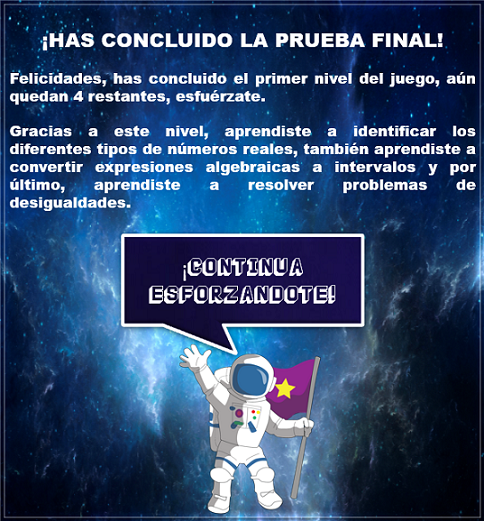 ¡HAS CONCLUIDO LA PRUEBA FINAL!
Felicidades, has concluido el primer nivel del juego, aún
quedan 4 restantes, esfuérzate.
Gracias a este nivel, aprendiste a identificar los
diferentes tipos de números reales, también aprendiste a
convertir expresiones algebraicas a intervalos y por
último, aprendiste a resolver problemas de
desigualdades.
¡CONTINUA
ESFORZANDOTE!